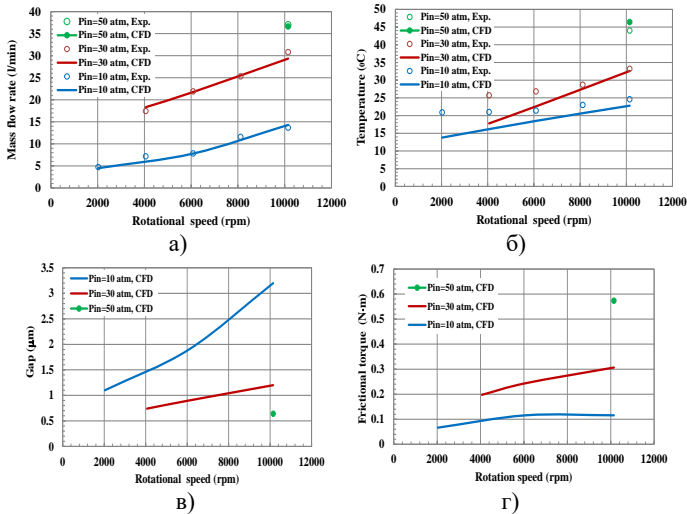 Mass flow rate (l/min)
40
35
30
25
20
15
10
5
0
Pin=50 atm, Exp.
Pin=50 atm, CFD
Pin=30 atm, Exp.
Pin=30 atm, CFD
Pin=10 atm, Exp.
Pin=10 atm, CFD
0 2000 4000 6000 8000 10000 12000
Rotational speed (rpm)
а)
Temperature (oC)
50
45
40
35
30
25
20
15
10
5
0
Pin=50 atm, Exp.
Pin=50 atm, CFD
Pin=30 atm, Exp.
Pin=30 atm, CFD
Pin=10 atm, Exp.
Pin=10 atm, CFD
0 2000 4000 6000 8000 10000 12000
Rotational speed (rpm)
б)
Gap (μm)
3.5
3
2.5
2
1.5
1
0.5
0
Pin=10 atm, CFD
Pin=30 atm, CFD
Pin=50 atm, CFD
0 2000 4000 6000 8000 10000 12000
Rotational speed (rpm)
в)
Frictional torque (N·m)
0.7
0.6
0.5
0.4
0.3
0.2
0.1
0
Pin=50 atm, CFD
Pin=30 atm, CFD
Pin=10 atm, CFD
0 2000 4000 6000 8000 10000 12000
Rotation speed (rpm)
г)